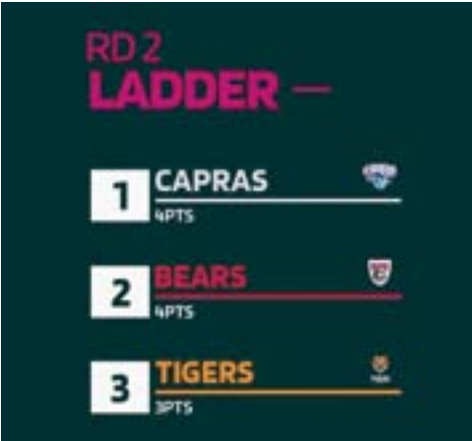 RD 2
LADDER —
1 CAPRAS
4PTS
2 BEARS
4PTS
3 TIGERS
3PTS